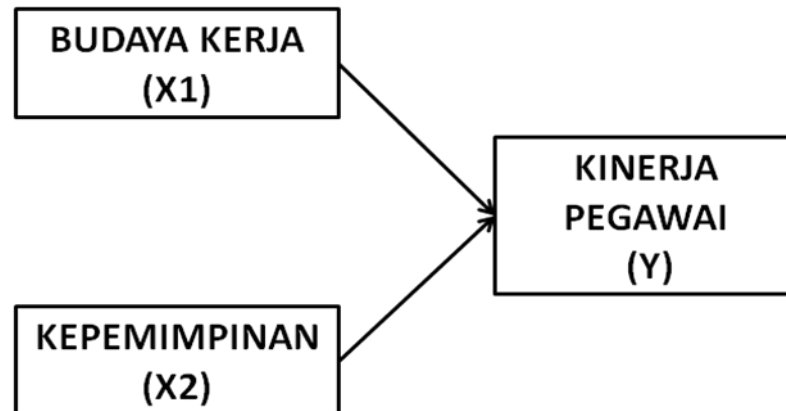 BUDAYA KERJA
(X1)
KINERJA
PEGAWAI
(Y)
KEPEMIMPINAN
(X2)